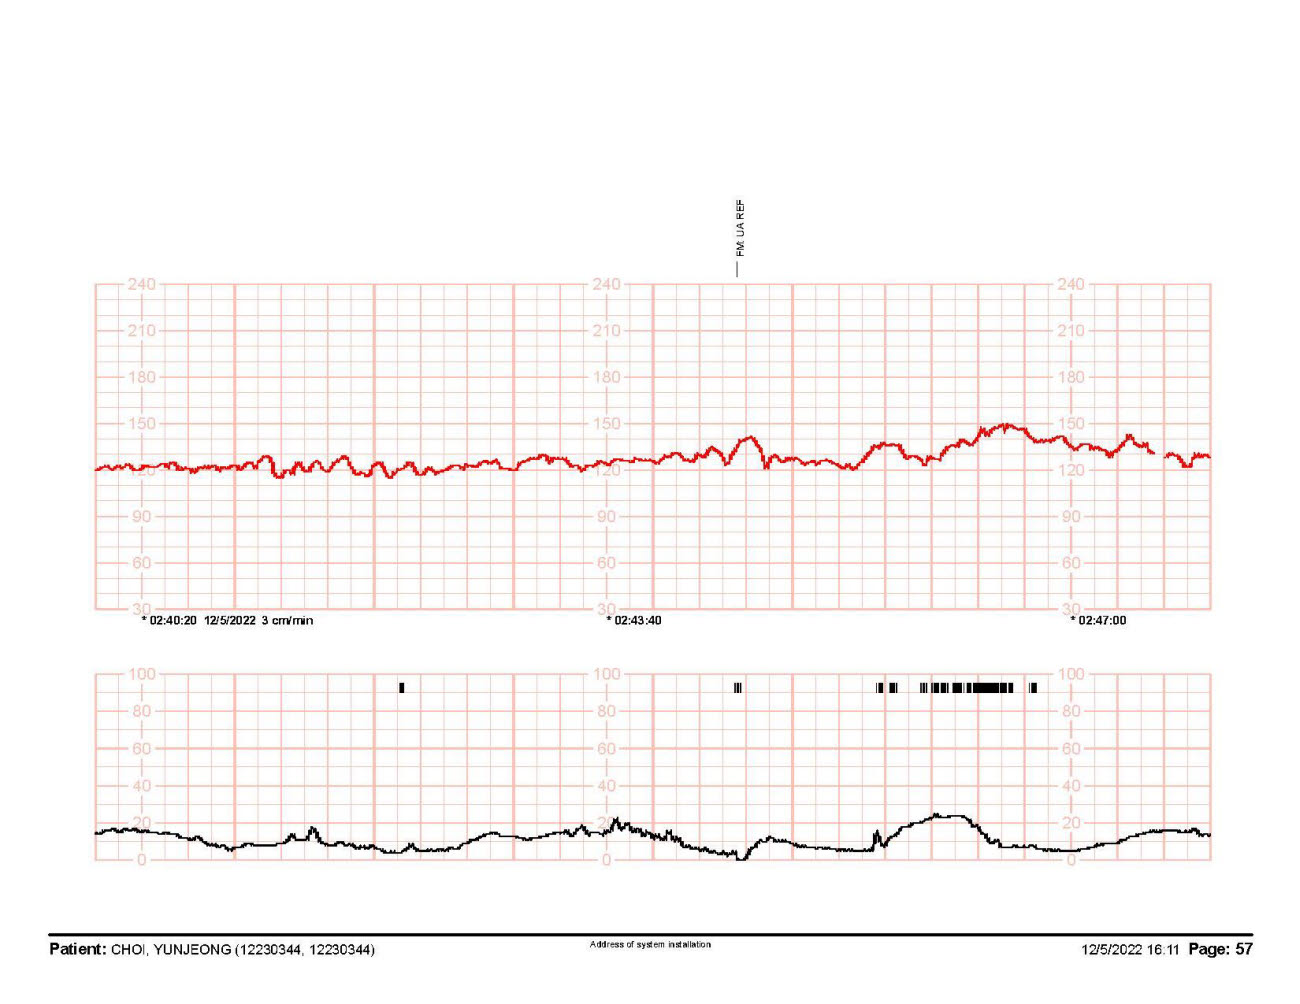 FM: UA REF
240 240 240
210 210 210
180 180 180
150 150 150
120 120 120
90 90 90
60 60 60
30 30 30
* 02:40:20 12/5/2022 3 cm/min * 02:43:40 * 02:47:00
100 100 100
80 80 80
60 60 60
40 40 40
20 20 20
0 0 0
Patient: CHOI, YUNJEONG (12230344, 12230344) Address of system installation 12/5/2022 16:11 Page: 57